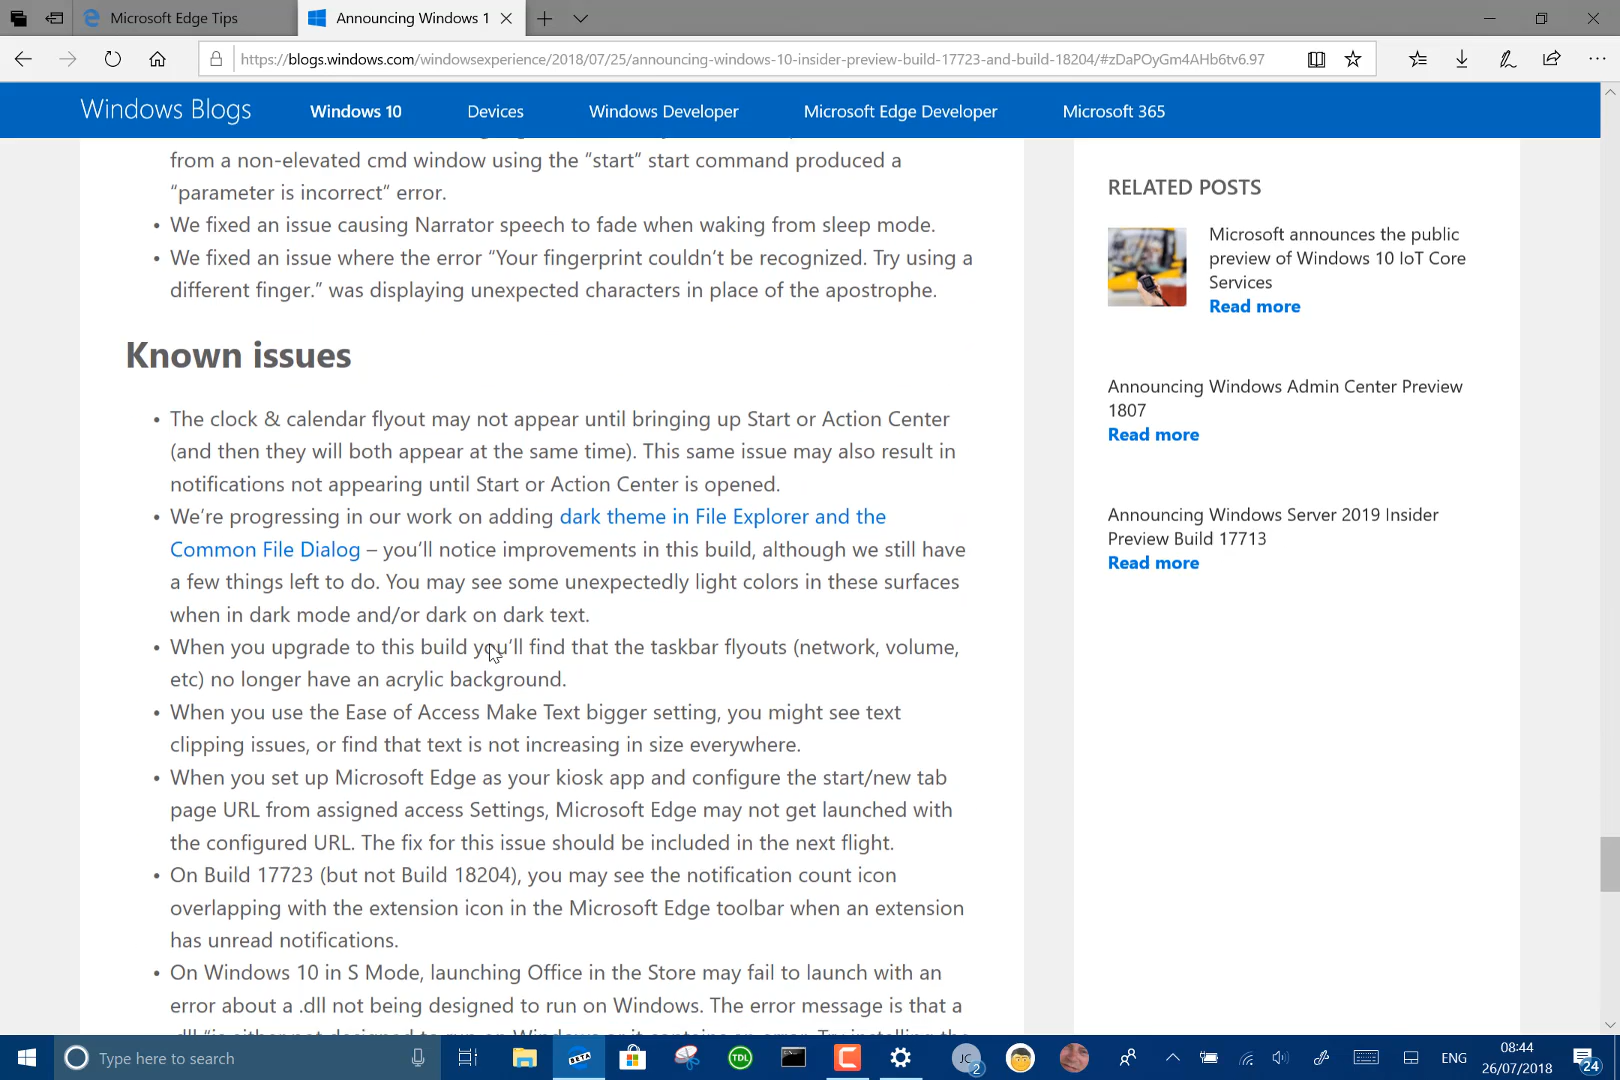 Microsoft Edge Tips
Announcing Windows 1
https://blogs.windows.com/windowsexperience/2018/07/25/announcing-windows-10-insider-preview-build-17723-and-build-18204/#zDaPOyGm4AHb6tv6.97
Windows Blogs
Windows 10
Devices
Windows Developer
Microsoft Edge Developer
Microsoft 365
from a non-elevated cmd window using the “start“ start command produced a
“parameter is incorrect“ error.
• We fixed an issue causing Narrator speech to fade when waking from sleep mode.
• We fixed an issue where the error “Your fingerprint couldn’t be recognized. Try using a
different finger.” was displaying unexpected characters in place of the apostrophe.
Known issues
• The clock & calendar flyout may not appear until bringing up Start or Action Center
(and then they will both appear at the same time). This same issue may also result in
notifications not appearing until Start or Action Center is opened.
• We’re progressing in our work on adding dark theme in File Explorer and the
Common File Dialog – you’ll notice improvements in this build, although we still have
a few things left to do. You may see some unexpectedly light colors in these surfaces
when in dark mode and/or dark on dark text.
• When you upgrade to this build you’ll find that the taskbar flyouts (network, volume,
etc) no longer have an acrylic background.
• When you use the Ease of Access Make Text bigger setting, you might see text
clipping issues, or find that text is not increasing in size everywhere.
• When you set up Microsoft Edge as your kiosk app and configure the start/new tab
page URL from assigned access Settings, Microsoft Edge may not get launched with
the configured URL. The fix for this issue should be included in the next flight.
• On Build 17723 (but not Build 18204), you may see the notification count icon
overlapping with the extension icon in the Microsoft Edge toolbar when an extension
has unread notifications.
• On Windows 10 in S Mode, launching Office in the Store may fail to launch with an
error about a .dll not being designed to run on Windows. The error message is that a
RELATED POSTS
Microsoft announces the public
preview of Windows 10 IoT Core
Services
Read more
Announcing Windows Admin Center Preview
1807
Read more
Announcing Windows Server 2019 Insider
Preview Build 17713
Read more
Type here to search
BETA
TDL
JC
2
ENG
08:44
26/07/2018
24